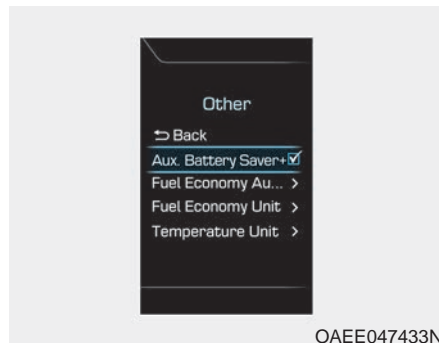 Other
Back
Aux. Battery Saver+
Fuel Economy Au... >
Fuel Economy Unit >
Temperature Unit >
OAEE047433N